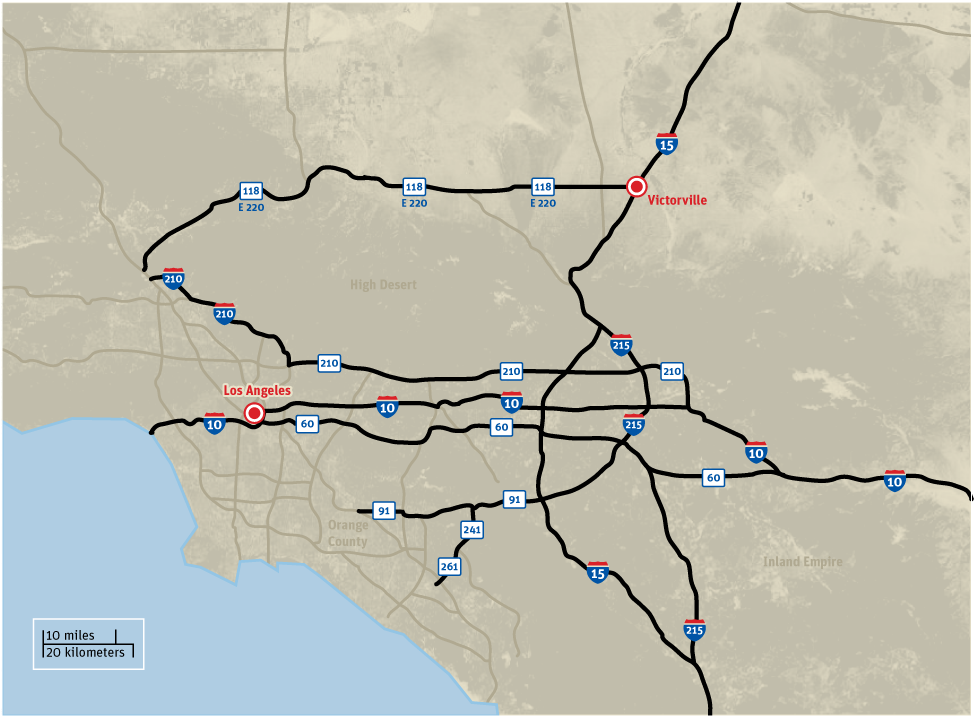 15
118
118
118
E 220
E 220
E 220
Victorville
210
High Desert
210
215
210
210
210
Los Angeles
10
10
10
60
60
215
10
60
10
91
91
Orange
County
241
261
15
Inland Empire
215
10 miles
20 kilometers